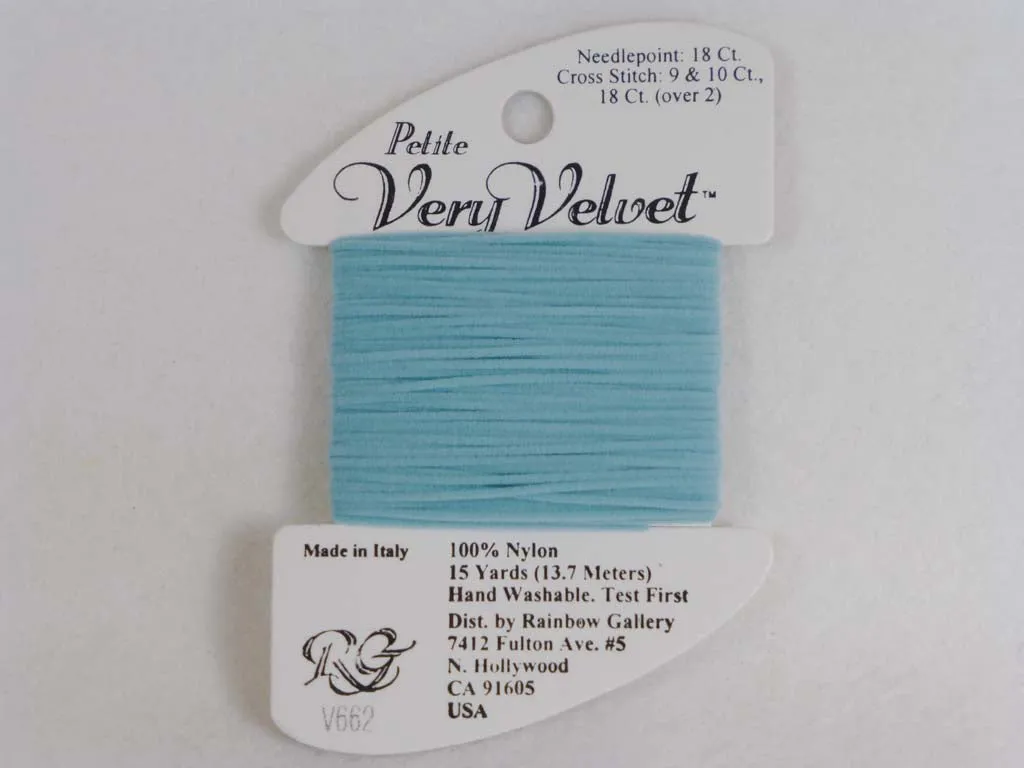 Needlepoint: 18 Ct.
Cross Stitch: 9 & 10 Ct.,
18 Ct. (over 2)
Petite
Very Velvet™
Made in Italy
100% Nylon
15 Yards (13.7 Meters)
Hand Washable. Test First
Dist. by Rainbow Gallery
7412 Fulton Ave. #5
N. Hollywood
CA 91605
USA
RG
V662